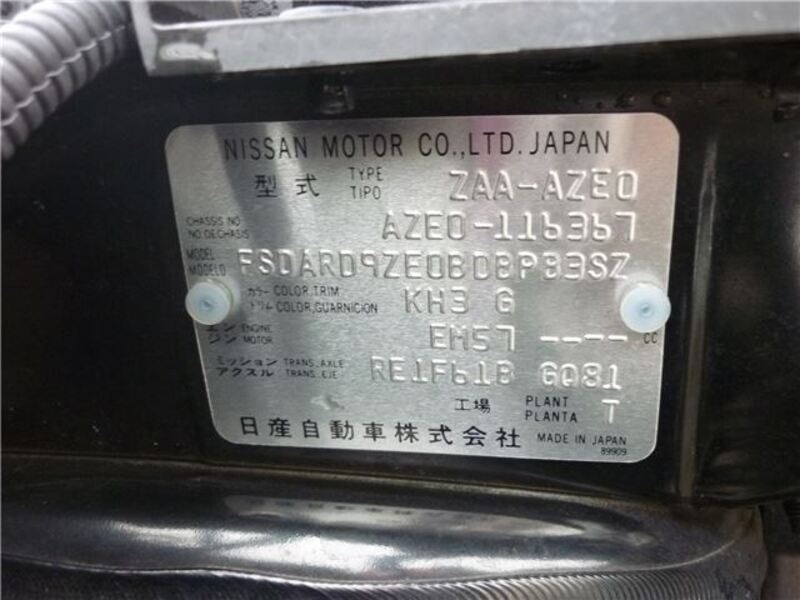 NISSAN MOTOR CO.,LTD. JAPAN
型式 TYPE TIPO ZAA-AZE0
CHASSIS NO NO.DECHASIS AZE0-116367
MODEL MODELO FSDARD9ZE0BDBP33SZ
カラー COLOR,TRIM
トリム COLOR,GUARNICION KH3 G
エンジン ENGINE MOTOR EM57 ---- CC
ミッション TRANS.AXLE
アクスル TRANS.EJE RE1F61B GQ81
工場 PLANT PLANTA T
日産自動車株式会社 MADE IN JAPAN
89909